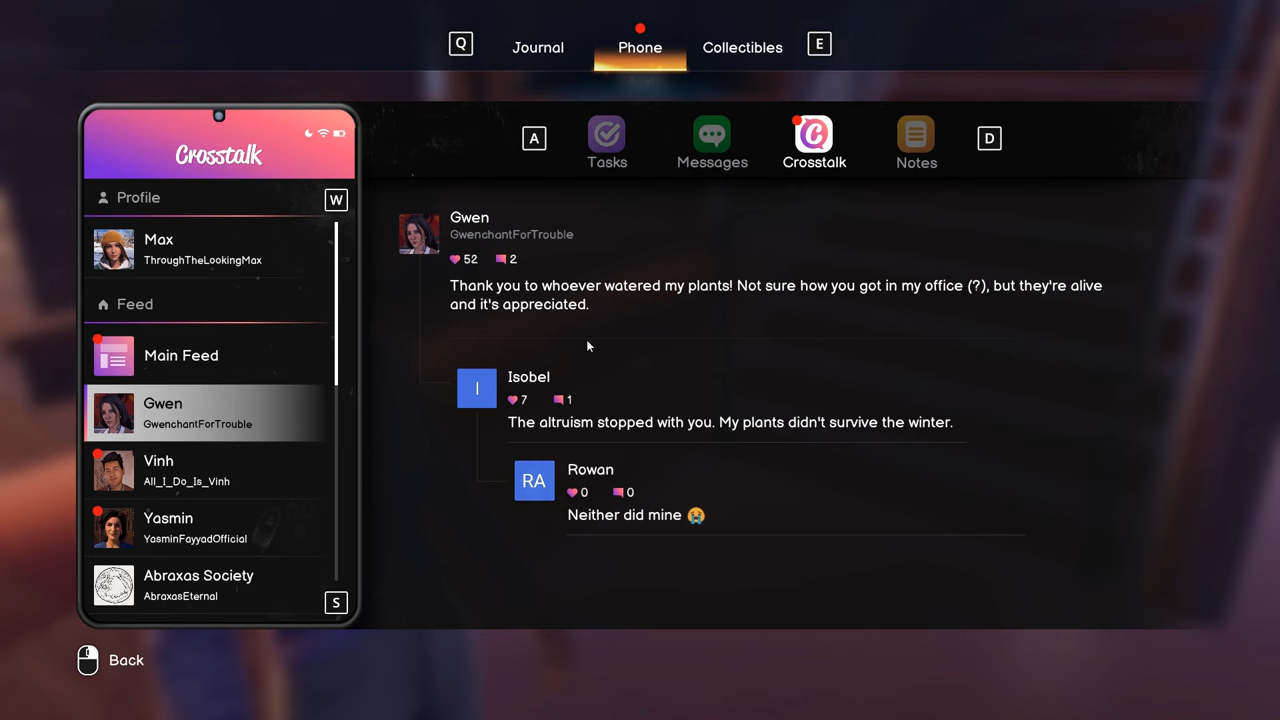 Q
Journal
Phone
Collectibles
E
Crosstalk
Profile
W
Max
ThroughTheLookingMax
Feed
Main Feed
Gwen
GwenchantForTrouble
Vinh
All_I_Do_Is_Vinh
Yasmin
YasminFayyadOfficial
Abraxas Society
AbraxasEternal
S
A
Tasks
Messages
C
Crosstalk
Notes
D
Gwen
GwenchantForTrouble
52 2
Thank you to whoever watered my plants! Not sure how you got in my office (?), but they're alive
and it's appreciated.
I
Isobel
7 1
The altruism stopped with you. My plants didn't survive the winter.
RA
Rowan
0 0
Neither did mine 😭
Back